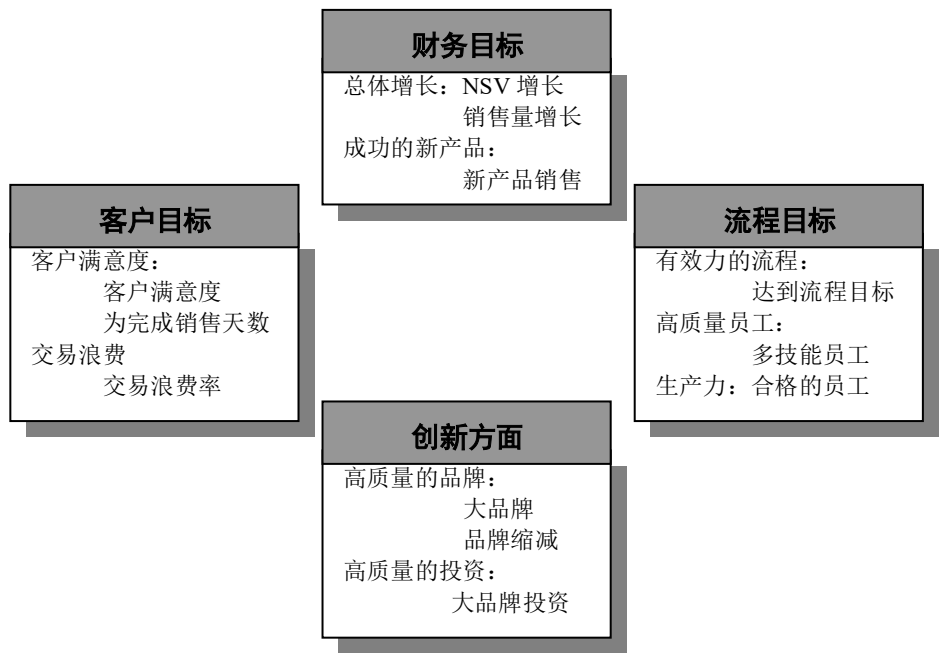 财务目标
总体增长：NSV 增长
销售量增长
成功的新产品：
新产品销售
客户目标
客户满意度：
客户满意度
为完成销售天数
交易浪费
交易浪费率
流程目标
有效力的流程：
达到流程目标
高质量员工：
多技能员工
生产力：合格的员工
创新方面
高质量的品牌：
大品牌
品牌缩减
高质量的投资：
大品牌投资